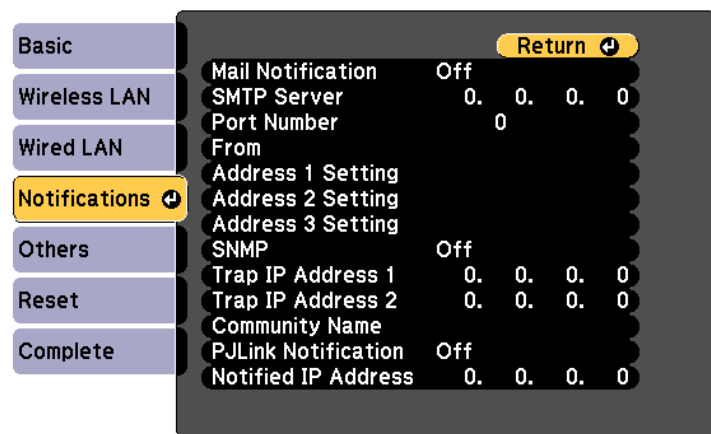 Basic
Wireless LAN
Wired LAN
Notifications
Others
Reset
Complete
Return
Mail Notification Off
SMTP Server 0. 0. 0. 0
Port Number 0
From
Address 1 Setting
Address 2 Setting
Address 3 Setting
SNMP Off
Trap IP Address 1 0. 0. 0. 0
Trap IP Address 2 0. 0. 0. 0
Community Name
PJLink Notification Off
Notified IP Address 0. 0. 0. 0